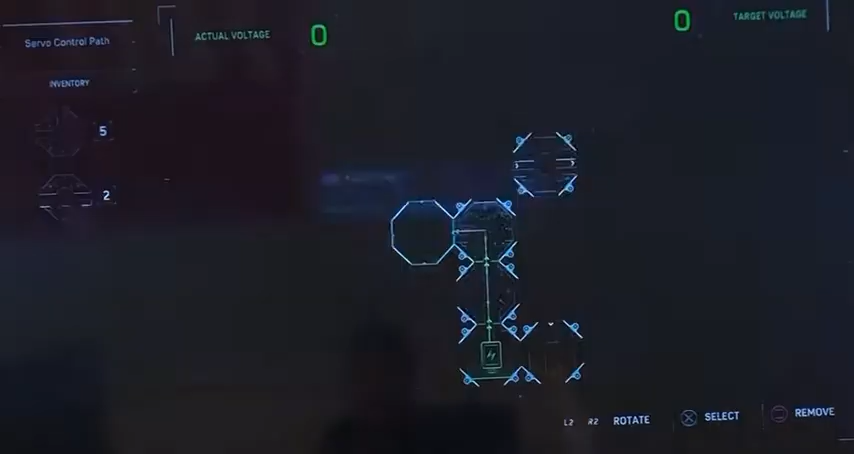 Servo Control Path
ACTUAL VOLTAGE
0
0
TARGET VOLTAGE
INVENTORY
5
2
L2 R2 ROTATE
SELECT
REMOVE